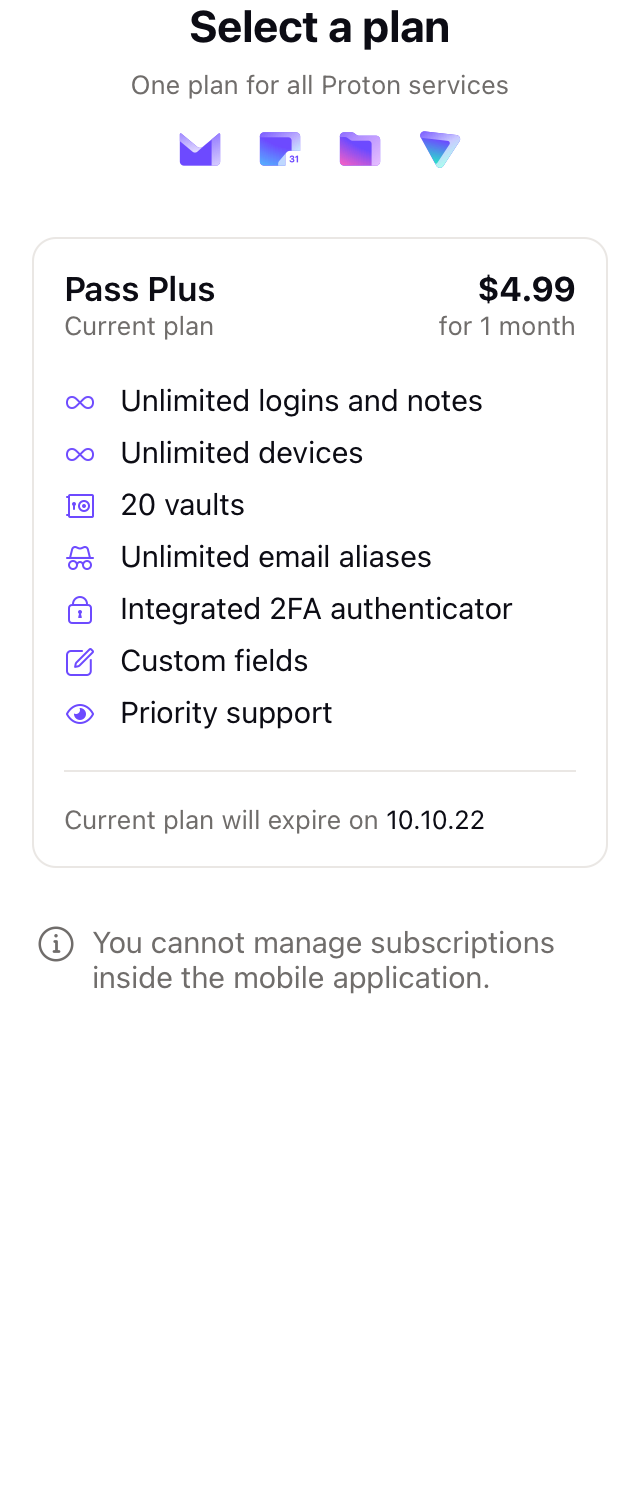 Select a plan
One plan for all Proton services
31
Pass Plus
$4.99
Current plan
for 1 month
Unlimited logins and notes
Unlimited devices
20 vaults
Unlimited email aliases
Integrated 2FA authenticator
Custom fields
Priority support
Current plan will expire on 10.10.22
You cannot manage subscriptions
inside the mobile application.